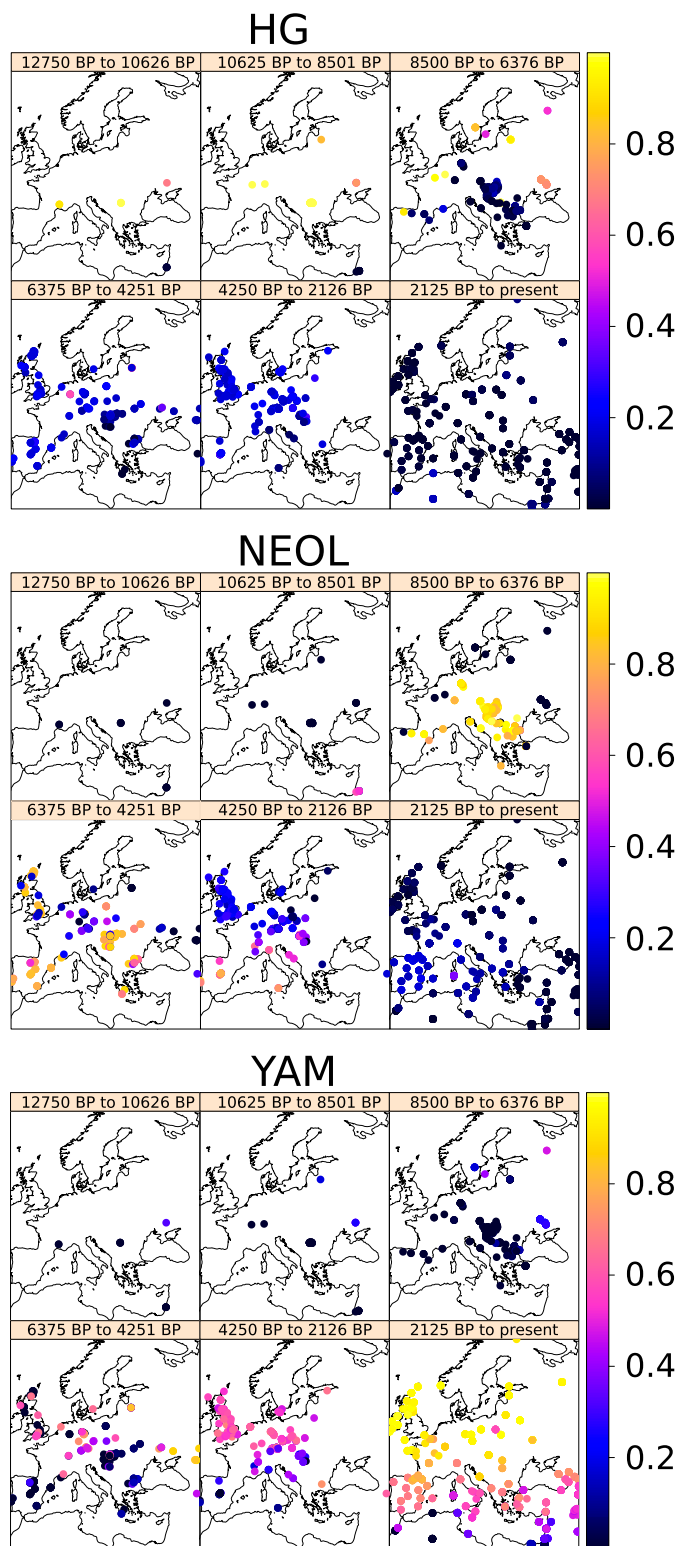 HG
12750 BP to 10626 BP 10625 BP to 8501 BP 8500 BP to 6376 BP
0.8
0.6
6375 BP to 4251 BP 4250 BP to 2126 BP 2125 BP to present
0.4
0.2
NEOL
12750 BP to 10626 BP 10625 BP to 8501 BP 8500 BP to 6376 BP
0.8
0.6
6375 BP to 4251 BP 4250 BP to 2126 BP 2125 BP to present
0.4
0.2
YAM
12750 BP to 10626 BP 10625 BP to 8501 BP 8500 BP to 6376 BP
0.8
0.6
6375 BP to 4251 BP 4250 BP to 2126 BP 2125 BP to present
0.4
0.2